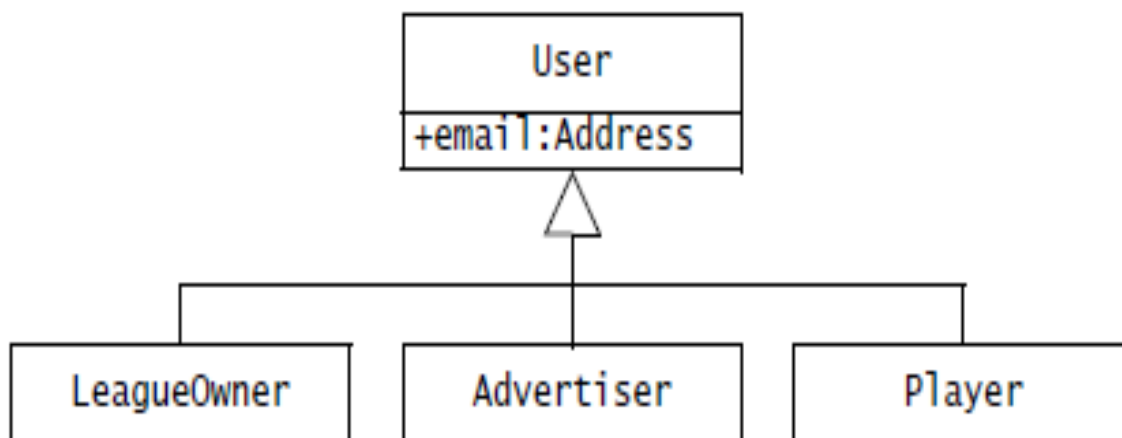 User
+email:Address
LeagueOwner
Advertiser
Player